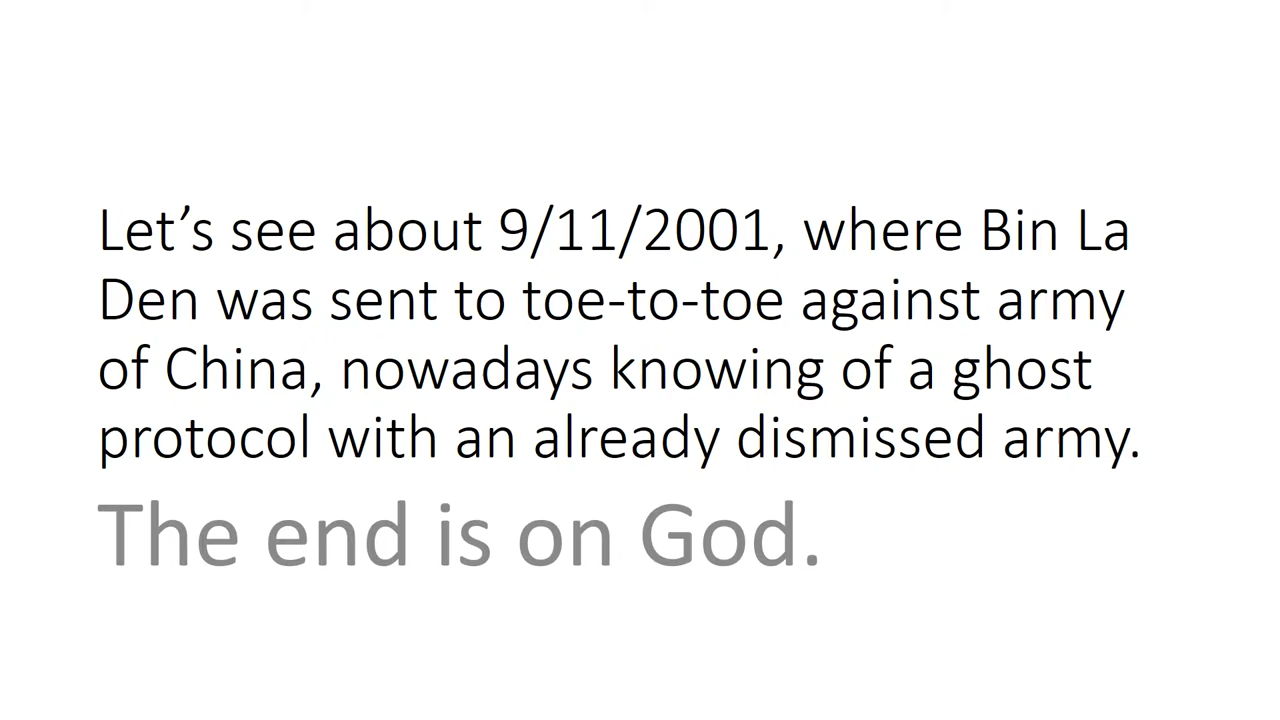 Let’s see about 9/11/2001, where Bin La
Den was sent to toe-to-toe against army
of China, nowadays knowing of a ghost
protocol with an already dismissed army.
The end is on God.